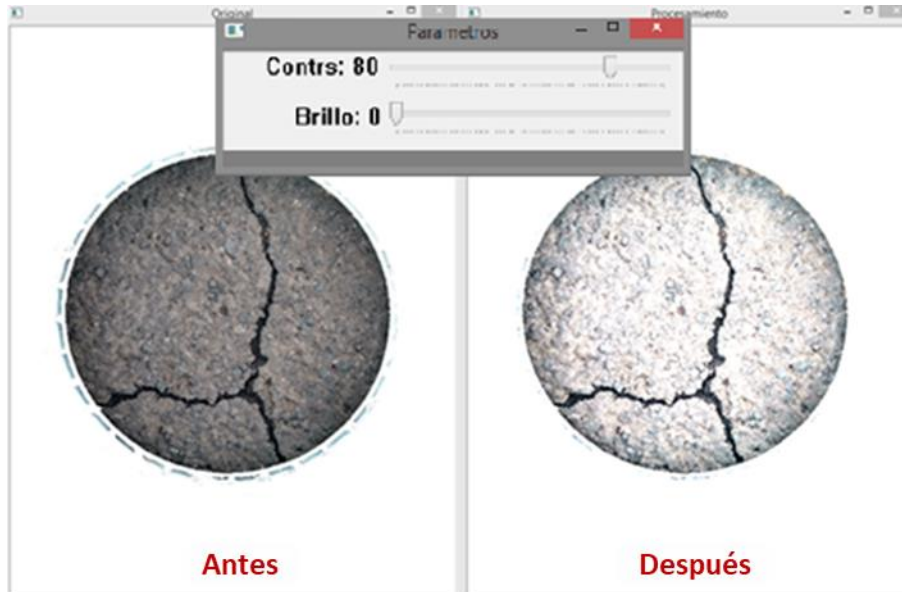 Original
Procesamiento
Parametros
Contrs: 80
Brillo: 0
Antes
Después